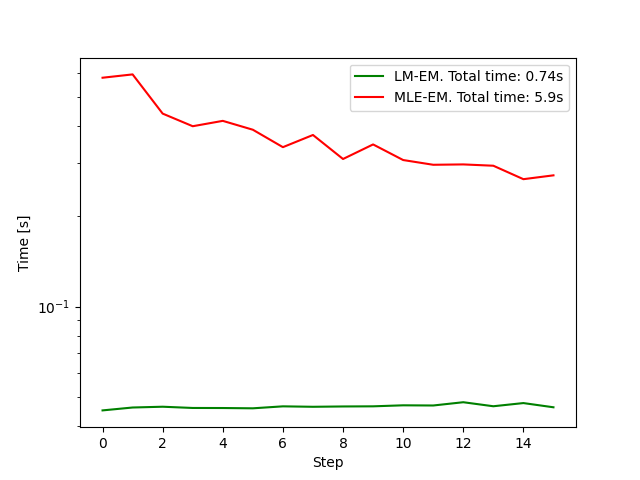 LM-EM. Total time: 0.74s
MLE-EM. Total time: 5.9s
Time [s]
10⁻¹
0 2 4 6 8 10 12 14
Step